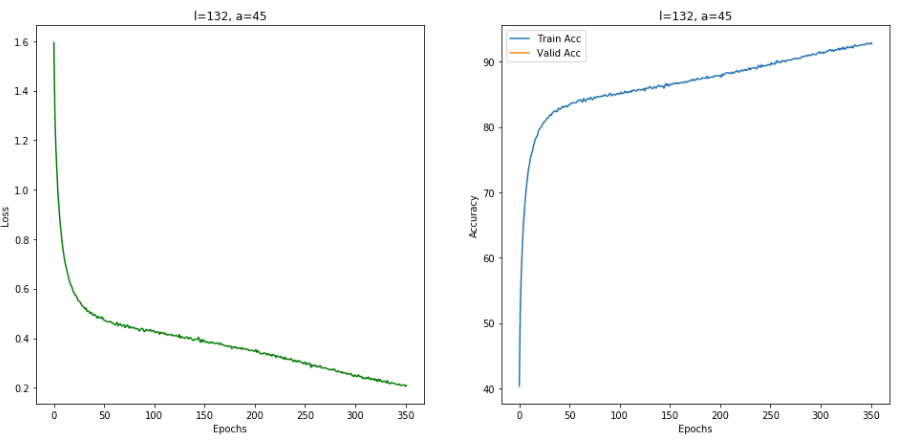 l=132, a=45
1.6
1.4
1.2
1.0
0.8
0.6
0.4
0.2
Loss
0 50 100 150 200 250 300 350
Epochs
l=132, a=45
Train Acc
Valid Acc
90
80
70
60
50
40
Accuracy
0 50 100 150 200 250 300 350
Epochs